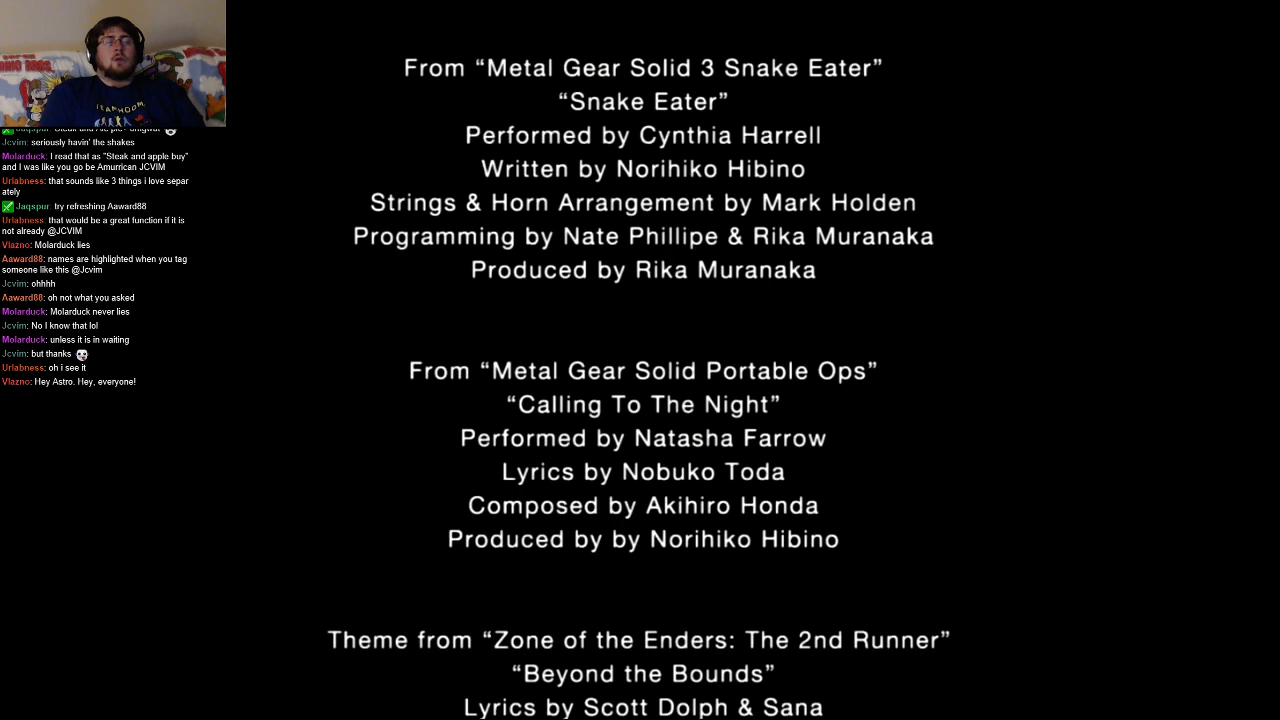 Jaqspur:
Jcvim: seriously havin' the shakes
Molarduck: I read that as "Steak and apple buy"
and I was like you go be Amurrican JCVIM
Urlabness: that sounds like 3 things i love separ
ately
Jaqspur: try refreshing Aaward88
Urlabness: that would be a great function if it is
not already @JCVIM
Vlazno: Molarduck lies
Aaward88: names are highlighted when you tag
someone like this @Jcvim
Jcvim: ohhhh
Aaward88: oh not what you asked
Molarduck: Molarduck never lies
Jcvim: No I know that lol
Molarduck: unless it is in waiting
Jcvim: but thanks
Urlabness: oh i see it
Vlazno: Hey Astro. Hey, everyone!
From “Metal Gear Solid 3 Snake Eater”
“Snake Eater”
Performed by Cynthia Harrell
Written by Norihiko Hibino
Strings & Horn Arrangement by Mark Holden
Programming by Nate Phillipe & Rika Muranaka
Produced by Rika Muranaka
From “Metal Gear Solid Portable Ops”
“Calling To The Night”
Performed by Natasha Farrow
Lyrics by Nobuko Toda
Composed by Akihiro Honda
Produced by by Norihiko Hibino
Theme from “Zone of the Enders: The 2nd Runner”
“Beyond the Bounds”
Lyrics by Scott Dolph & Sana